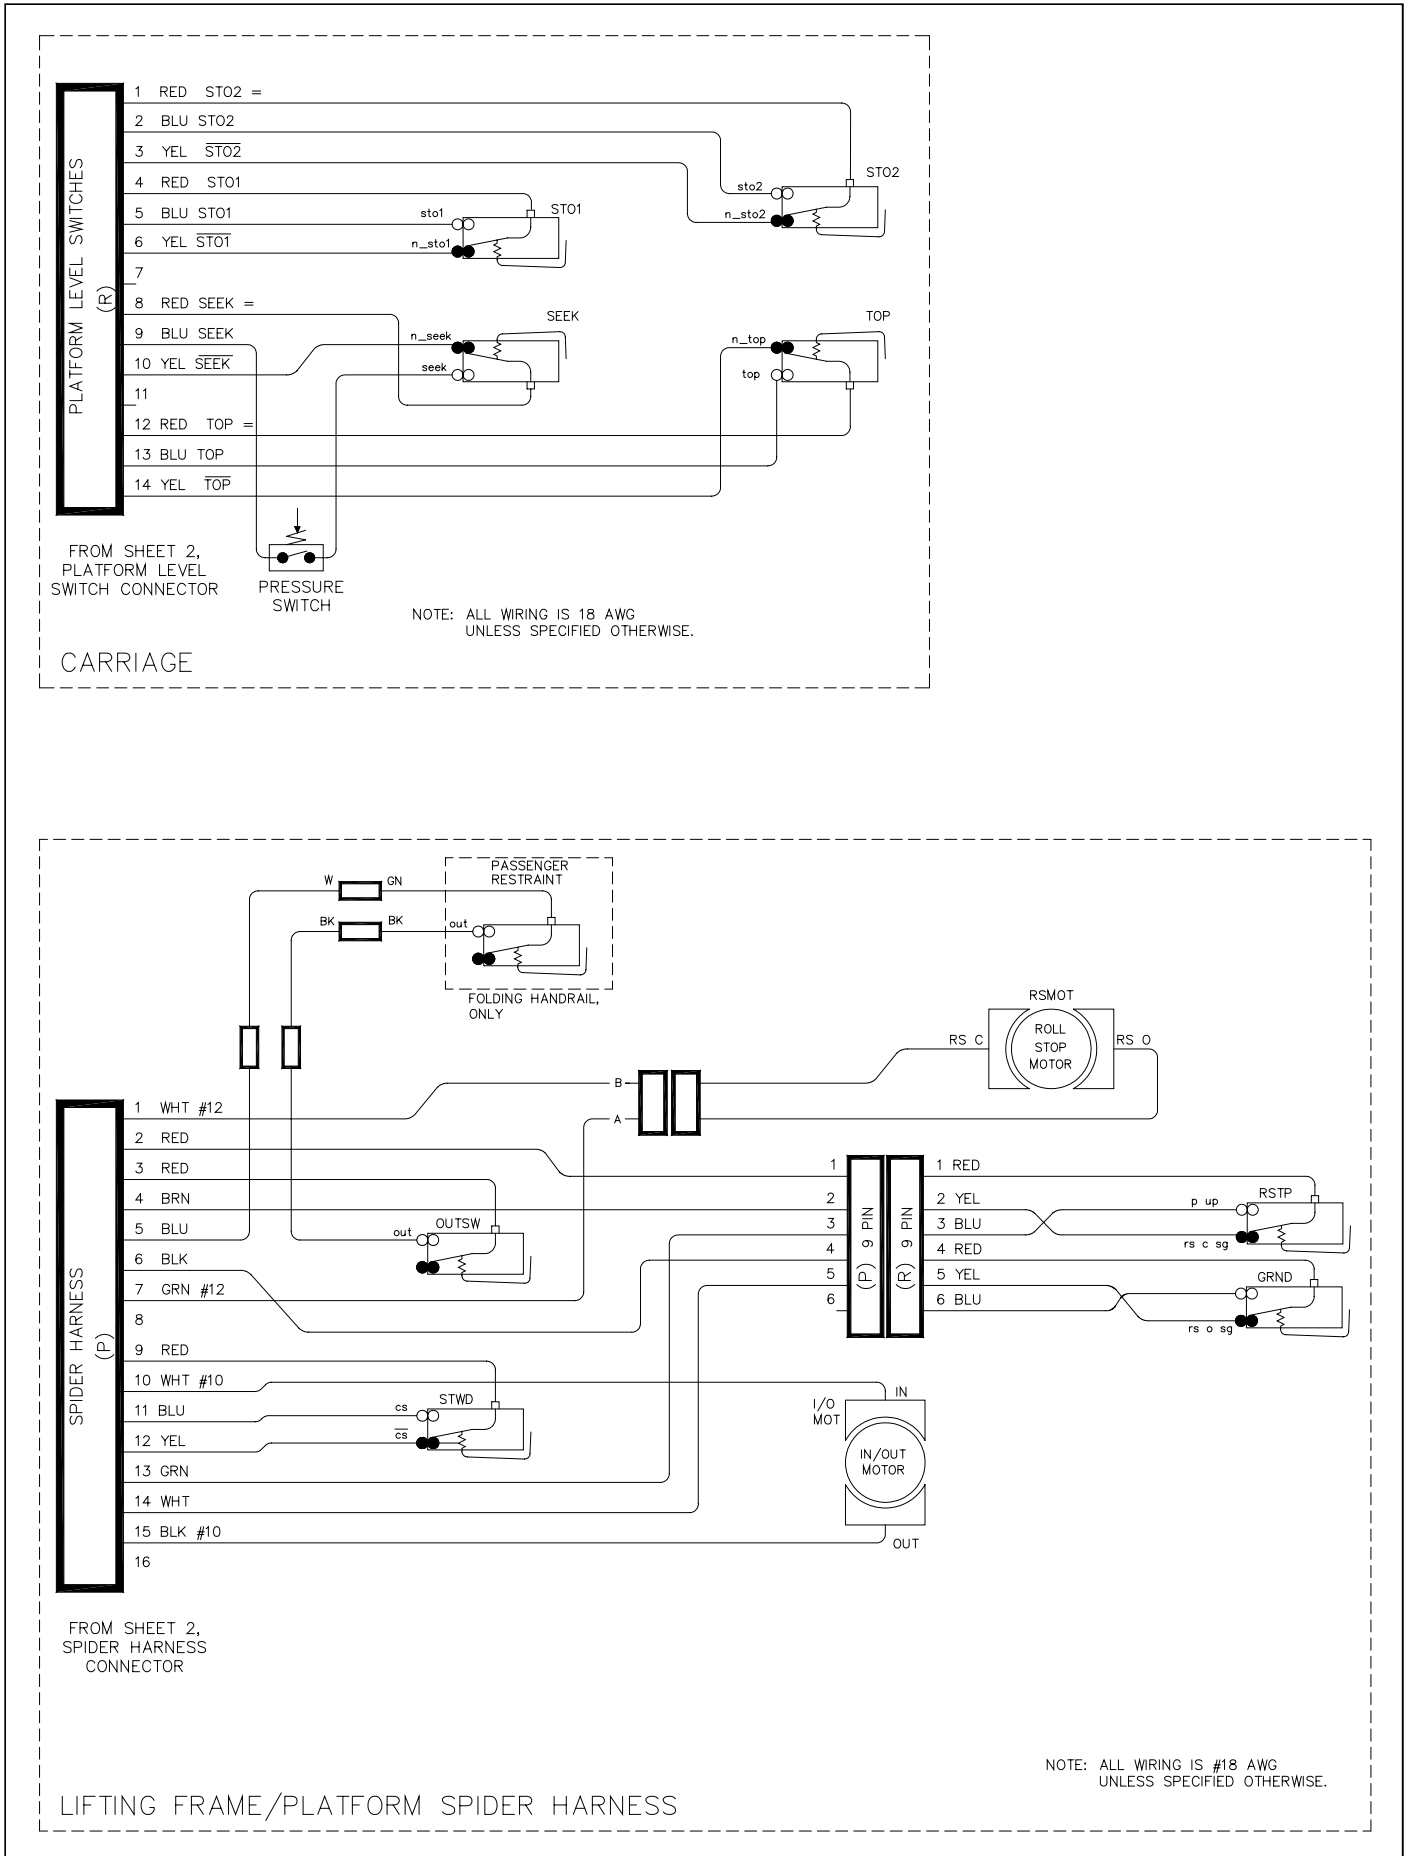 1 RED STO2 =
2 BLU STO2
3 YEL STO2
4 RED STO1
5 BLU STO1
6 YEL STO1
7
8 RED SEEK =
9 BLU SEEK
10 YEL SEEK
11
12 RED TOP =
13 BLU TOP
14 YEL TOP
PLATFORM LEVEL SWITCHES
(R)
sto1
n_sto1
STO1
sto2
n_sto2
STO2
n_seek
seek
SEEK
n_top
top
TOP
FROM SHEET 2,
PLATFORM LEVEL
SWITCH CONNECTOR
PRESSURE
SWITCH
NOTE: ALL WIRING IS 18 AWG
UNLESS SPECIFIED OTHERWISE.
CARRIAGE
PASSENGER
RESTRAINT
W
GN
BK
BK
out
FOLDING HANDRAIL,
ONLY
RSMOT
RS C
ROLL
STOP
MOTOR
RS O
B
A
1 WHT #12
2 RED
3 RED
4 BRN
5 BLU
6 BLK
7 GRN #12
8
9 RED
10 WHT #10
11 BLU
12 YEL
13 GRN
14 WHT
15 BLK #10
16
SPIDER HARNESS
(P)
out
OUTSW
cs
cs
STWD
1
2
3
4
5
6
(P) 9 PIN
(R) 9 PIN
1 RED
2 YEL
3 BLU
4 RED
5 YEL
6 BLU
p up
rs c sg
RSTP
GRND
rs o sg
IN
I/O
MOT
IN/OUT
MOTOR
OUT
FROM SHEET 2,
SPIDER HARNESS
CONNECTOR
NOTE: ALL WIRING IS #18 AWG
UNLESS SPECIFIED OTHERWISE.
LIFTING FRAME/PLATFORM SPIDER HARNESS